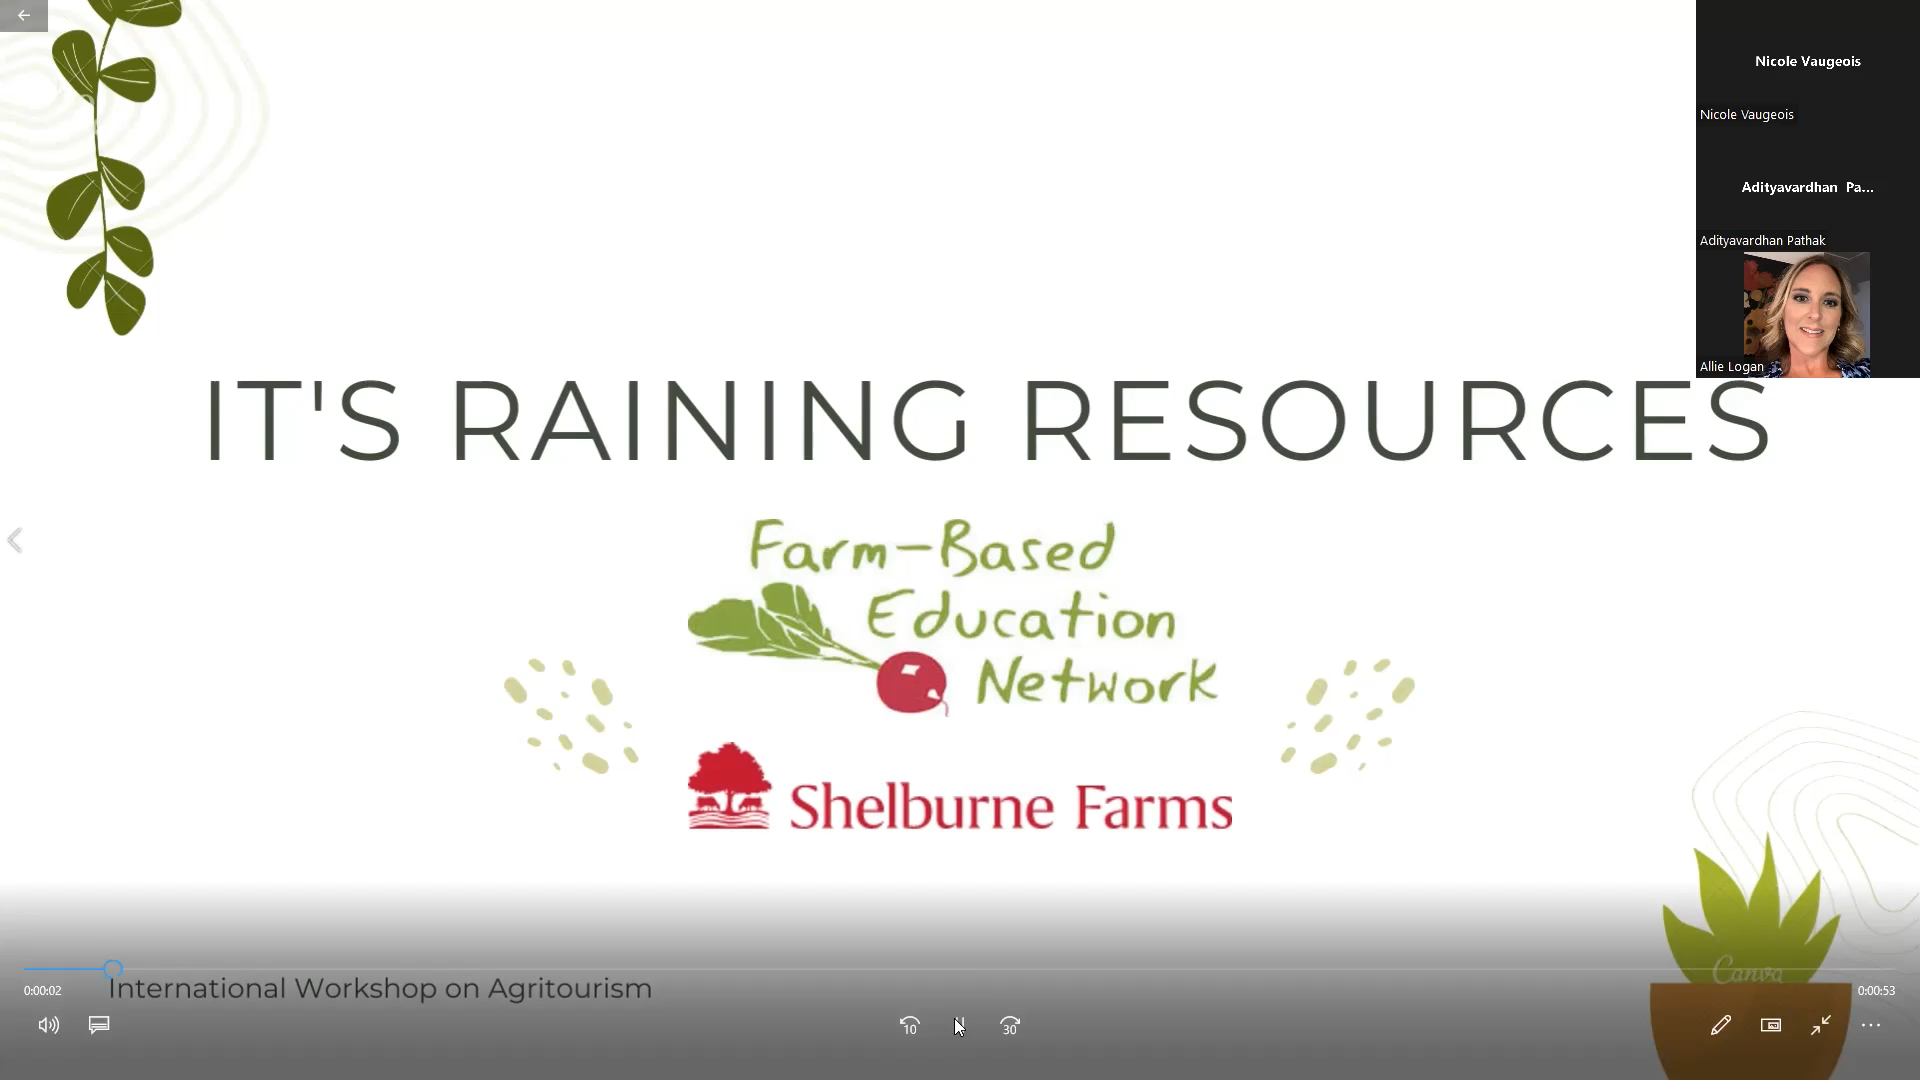 Nicole Vaugeois
Nicole Vaugeois
Adityavardhan Pa...
Adityavardhan Pathak
Allie Logan
IT'S RAINING RESOURCES
Farm-Based
Education
Network
Shelburne Farms
Canva
0:00:02
International Workshop on Agritourism
0:00:53
10
30